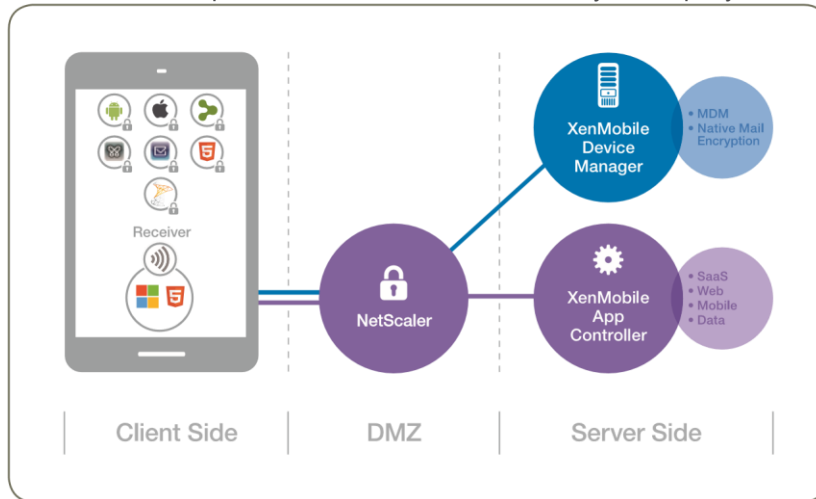 XenMobile
Device
Manager
• MDM
• Native Mail
Encryption
Receiver
NetScaler
XenMobile
App
Controller
• SaaS
• Web
• Mobile
• Data
Client Side
DMZ
Server Side